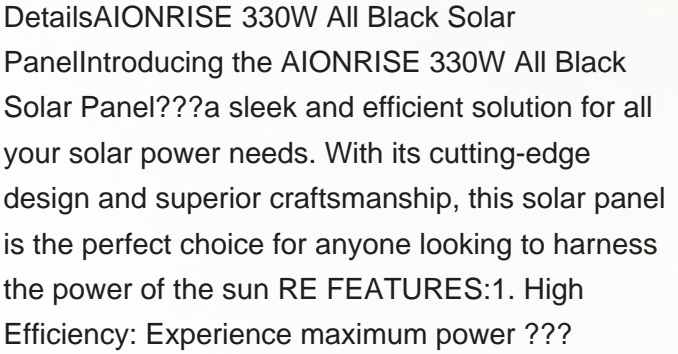 DetailsAIONRISE 330W All Black Solar
PanelIntroducing the AIONRISE 330W All Black
Solar Panel???a sleek and efficient solution for all
your solar power needs. With its cutting-edge
design and superior craftsmanship, this solar panel
is the perfect choice for anyone looking to harness
the power of the sun RE FEATURES:1. High
Efficiency: Experience maximum power ???